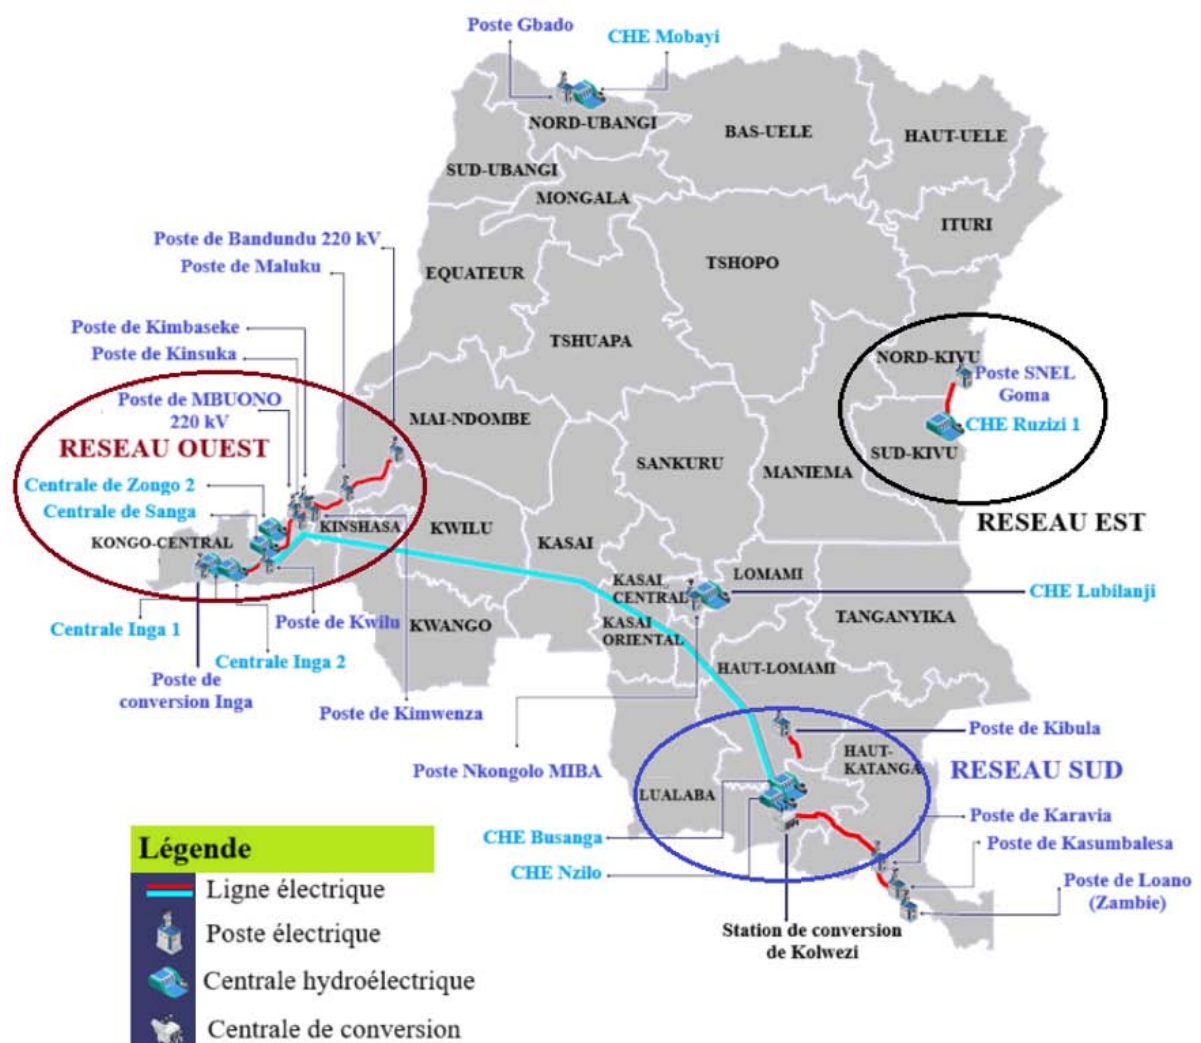 Poste Gbado
CHE Mobayi
NORD-UBANGI
BAS-UELE
HAUT-UELE
SUD-UBANGI
MONGALA
ITURI
Poste de Bandundu 220 kV
Poste de Maluku
EQUATEUR
TSHOPO
Poste de Kimbaseke
Poste de Kinsuka
TSHUAPA
NORD-KIVU
Poste SNEL
Goma
Poste de MBUONO
220 kV
MAI-NDOMBE
CHE Ruzizi 1
RESEAU OUEST
SANKURU
MANIEMA
SUD-KIVU
Centrale de Zongo 2
Centrale de Sanga
KINSHASA
KWILU
KASAI
RESEAU EST
KONGO-CENTRAL
KASAI
CENTRAL
LOMAMI
CHE Lubilanji
Centrale Inga 1
Poste de Kwilu
KWANGO
KASAI
ORIENTAL
TANGANYIKA
Centrale Inga 2
HAUT-LOMAMI
Poste de
conversion Inga
Poste de Kimwenza
Poste de Kibula
HAUT-
KATANGA
Poste Nkongolo MIBA
RESEAU SUD
LUALABA
Poste de Karavia
CHE Busanga
Poste de Kasumbalesa
CHE Nzilo
Poste de Loano
(Zambie)
Station de conversion
de Kolwezi
Légende
Ligne électrique
Poste électrique
Centrale hydroélectrique
Centrale de conversion